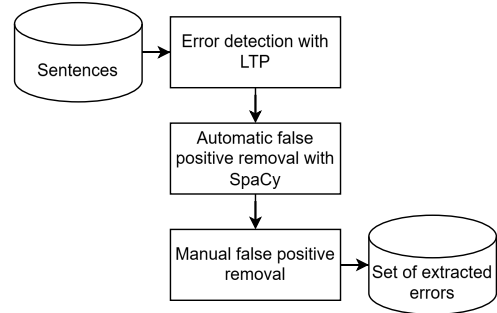 Sentences
Error detection with
LTP
Automatic false
positive removal with
SpaCy
Manual false positive
removal
Set of extracted
errors